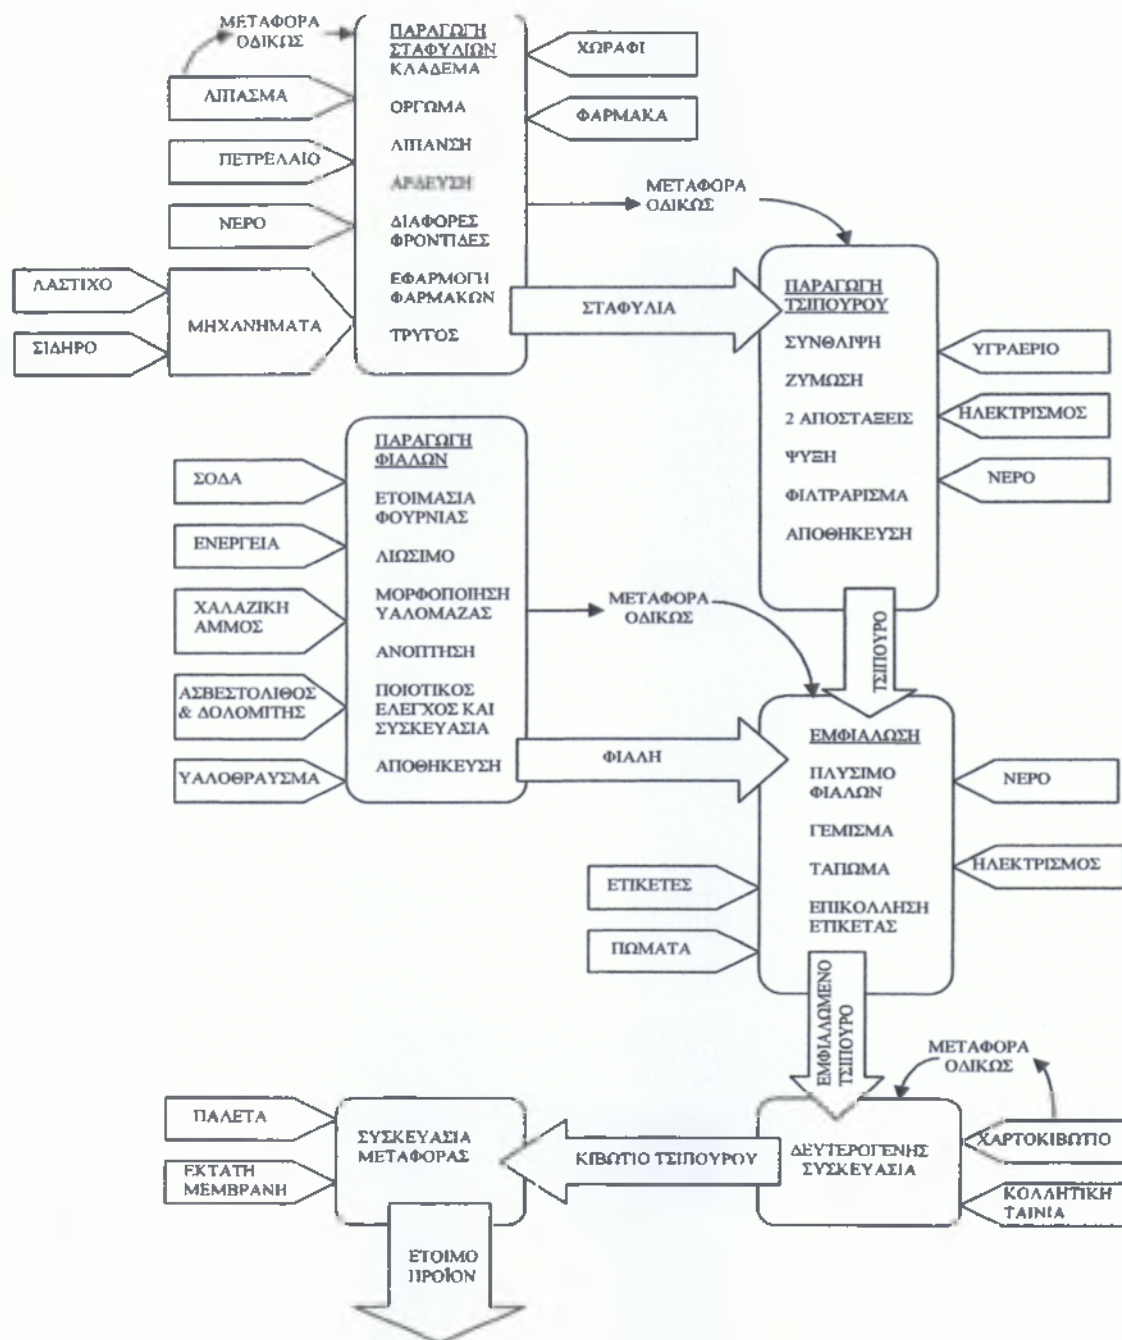 ΜΕΤΑΦΟΡΑ
ΟΔΙΚΩΣ
ΠΑΡΑΓΩΓΗ
ΣΤΑΦΥΛΙΩΝ
ΚΛΑΔΕΜΑ
ΟΡΓΩΜΑ
ΛΙΠΑΝΣΗ
ΑΡΔΕΥΣΗ
ΔΙΑΦΟΡΕΣ
ΦΡΟΝΤΙΔΕΣ
ΕΦΑΡΜΟΓΗ
ΦΑΡΜΑΚΩΝ
ΤΡΥΓΟΣ
ΧΩΡΑΦΙ
ΦΑΡΜΑΚΑ
ΛΙΠΑΣΜΑ
ΠΕΤΡΕΛΑΙΟ
ΝΕΡΟ
ΛΑΣΤΙΧΟ
ΣΙΔΗΡΟ
ΜΗΧΑΝΗΜΑΤΑ
ΜΕΤΑΦΟΡΑ
ΟΔΙΚΩΣ
ΣΤΑΦΥΛΙΑ
ΠΑΡΑΓΩΓΗ
ΤΣΙΠΟΥΡΟΥ
ΣΥΝΘΛΙΨΗ
ΖΥΜΩΣΗ
2 ΑΠΟΣΤΑΞΕΙΣ
ΨΥΞΗ
ΦΙΛΤΡΑΡΙΣΜΑ
ΑΠΟΘΗΚΕΥΣΗ
ΥΓΡΑΕΡΙΟ
ΗΛΕΚΤΡΙΣΜΟΣ
ΝΕΡΟ
ΠΑΡΑΓΩΓΗ
ΦΙΑΛΩΝ
ΕΤΟΙΜΑΣΙΑ
ΦΟΥΡΝΙΑΣ
ΛΙΩΣΙΜΟ
ΜΟΡΦΟΠΟΙΗΣΗ
ΥΑΛΟΜΑΖΑΣ
ΑΝΟΠΤΗΣΗ
ΠΟΙΟΤΙΚΟΣ
ΕΛΕΓΧΟΣ ΚΑΙ
ΣΥΣΚΕΥΑΣΙΑ
ΑΠΟΘΗΚΕΥΣΗ
ΣΟΔΑ
ΕΝΕΡΓΕΙΑ
ΧΑΛΑΖΙΚΗ
ΑΜΜΟΣ
ΑΣΒΕΣΤΟΛΙΘΟΣ
& ΔΟΛΟΜΙΤΗΣ
ΥΑΛΟΘΡΑΥΣΜΑ
ΜΕΤΑΦΟΡΑ
ΟΔΙΚΩΣ
ΤΣΙΠΟΥΡΟ
ΦΙΑΛΗ
ΕΜΦΙΑΛΩΣΗ
ΠΛΥΣΙΜΟ
ΦΙΑΛΩΝ
ΓΕΜΙΣΜΑ
ΤΑΠΩΜΑ
ΕΠΙΚΟΛΛΗΣΗ
ΕΤΙΚΕΤΑΣ
ΝΕΡΟ
ΗΛΕΚΤΡΙΣΜΟΣ
ΕΤΙΚΕΤΕΣ
ΠΩΜΑΤΑ
ΕΜΦΙΑΛΩΜΕΝΟ
ΤΣΙΠΟΥΡΟ
ΜΕΤΑΦΟΡΑ
ΟΔΙΚΩΣ
ΧΑΡΤΟΚΙΒΩΤΙΟ
ΚΟΛΛΗΤΙΚΗ
ΤΑΙΝΙΑ
ΔΕΥΤΕΡΟΓΕΝΗΣ
ΣΥΣΚΕΥΑΣΙΑ
ΚΙΒΩΤΙΟ ΤΣΙΠΟΥΡΟΥ
ΣΥΣΚΕΥΑΣΙΑ
ΜΕΤΑΦΟΡΑΣ
ΠΑΛΕΤΑ
ΕΚΤΑΤΗ
ΜΕΜΒΡΑΝΗ
ΕΤΟΙΜΟ
ΠΡΟΪΟΝ